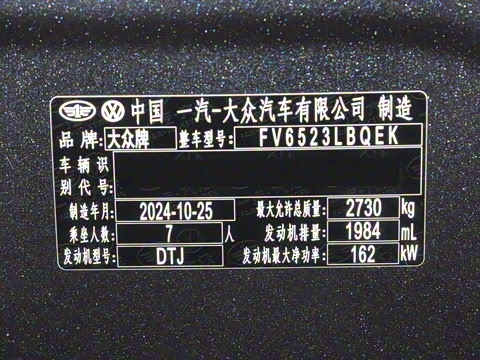 中国 一汽-大众汽车有限公司 制造
品牌: 大众牌 整车型号: FV6523LBQEK
车辆识
别代号:
制造年月: 2024-10-25 最大允许总质量: 2730 kg
乘坐人数: 7 人 发动机排量: 1984 mL
发动机型号: DTJ 发动机最大净功率: 162 kW